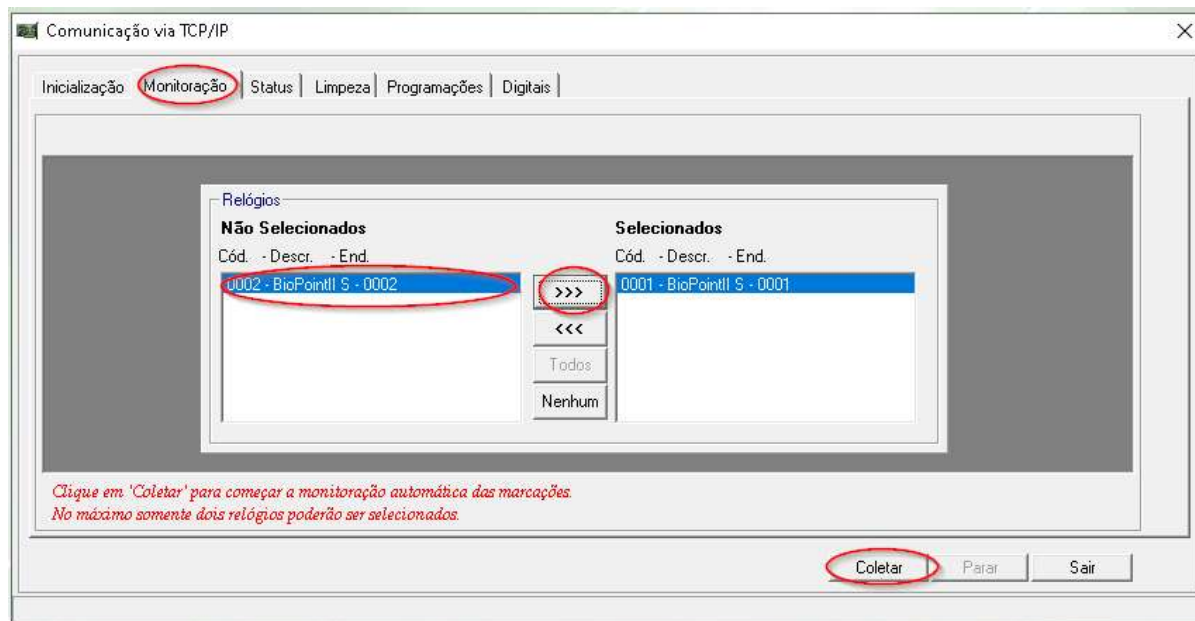 Comunicação via TCP/IP
Inicialização Monitoração Status Limpeza Programações Digitais
Relógios
Não Selecionados Selecionados
Cód. - Descr. - End. Cód. - Descr. - End.
0002 - BioPointII S - 0002 >>> 0001 - BioPointII S - 0001
<<<
Todos
Nenhum
Clique em 'Coletar' para começar a monitoração automática das marcações.
No máximo somente dois relógios poderão ser selecionados.
Coletar Parar Sair